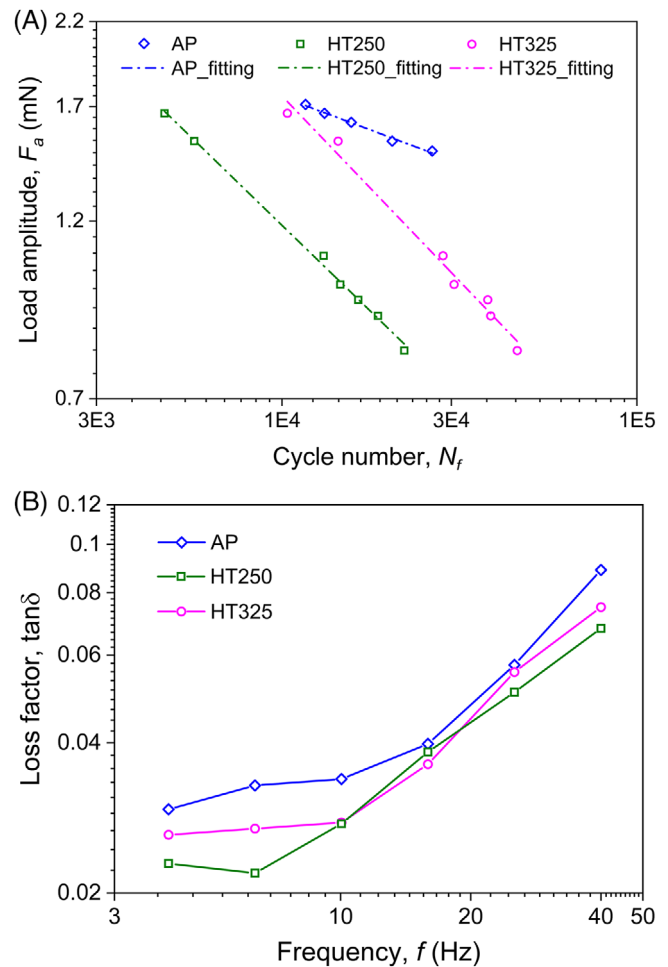 (A)
2.2
AP
HT250
HT325
AP_fitting
HT250_fitting
HT325_fitting
1.7
1.2
0.7
Load amplitude, Fₐ (mN)
3E3
1E4
3E4
1E5
Cycle number, N_f
(B)
0.12
AP
HT250
HT325
0.1
0.08
0.06
0.04
0.02
Loss factor, tanδ
3
10
20
40
50
Frequency, f (Hz)